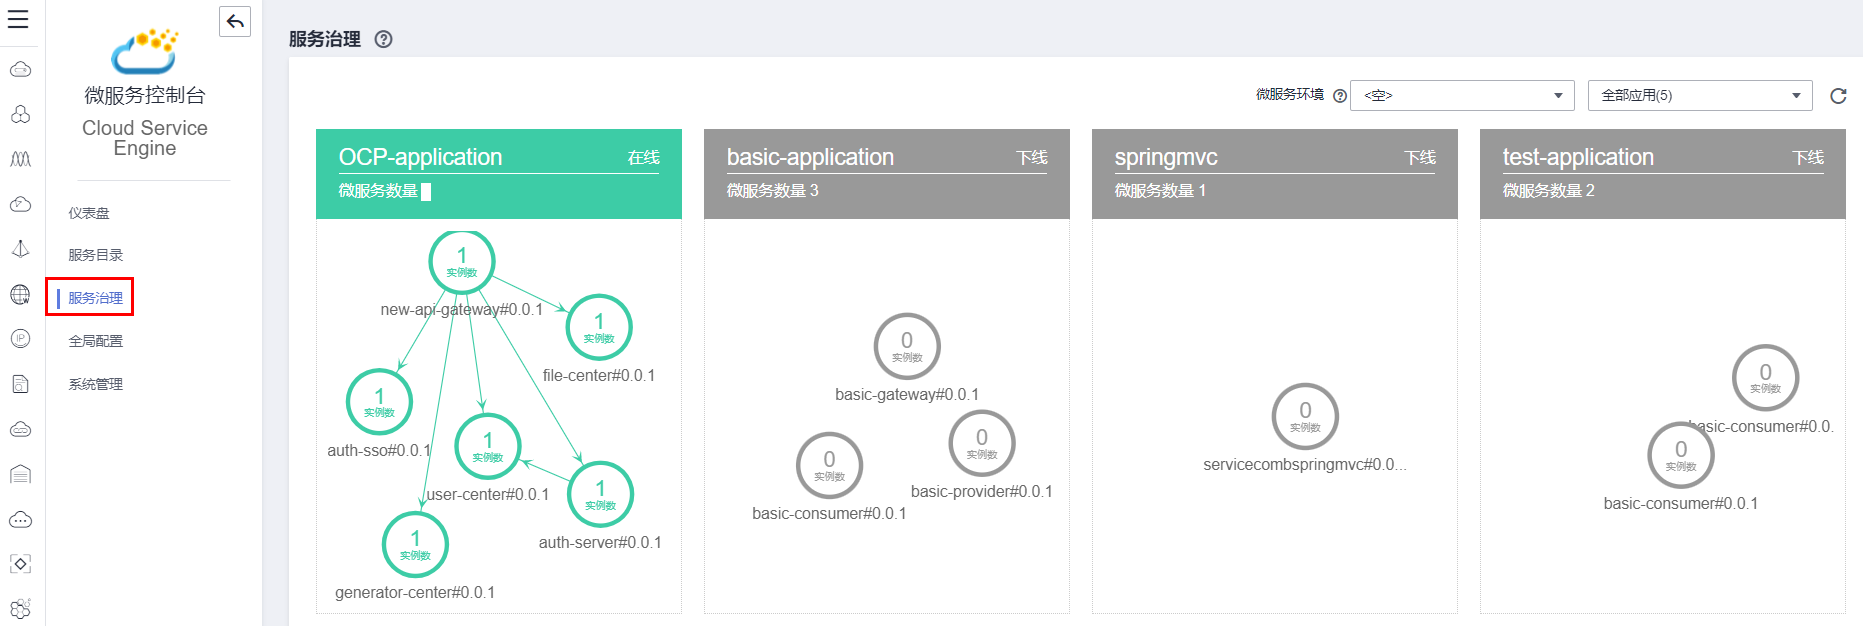 微服务控制台
Cloud Service
Engine
仪表盘
服务目录
服务治理
全局配置
系统管理
服务治理 ?
微服务环境 ? <空> 全部应用(5)
OCP-application 在线
微服务数量
1
实例数
new-api-gateway#0.0.1
1
实例数
file-center#0.0.1
1
实例数
auth-sso#0.0.1
1
实例数
user-center#0.0.1
1
实例数
auth-server#0.0.1
1
实例数
generator-center#0.0.1
basic-application 下线
微服务数量 3
0
实例数
basic-gateway#0.0.1
0
实例数
basic-provider#0.0.1
0
实例数
basic-consumer#0.0.1
springmvc 下线
微服务数量 1
0
实例数
servicecombspringmvc#0.0...
test-application 下线
微服务数量 2
0
实例数
basic-consumer#0.0.
0
实例数
basic-consumer#0.0.1
IP